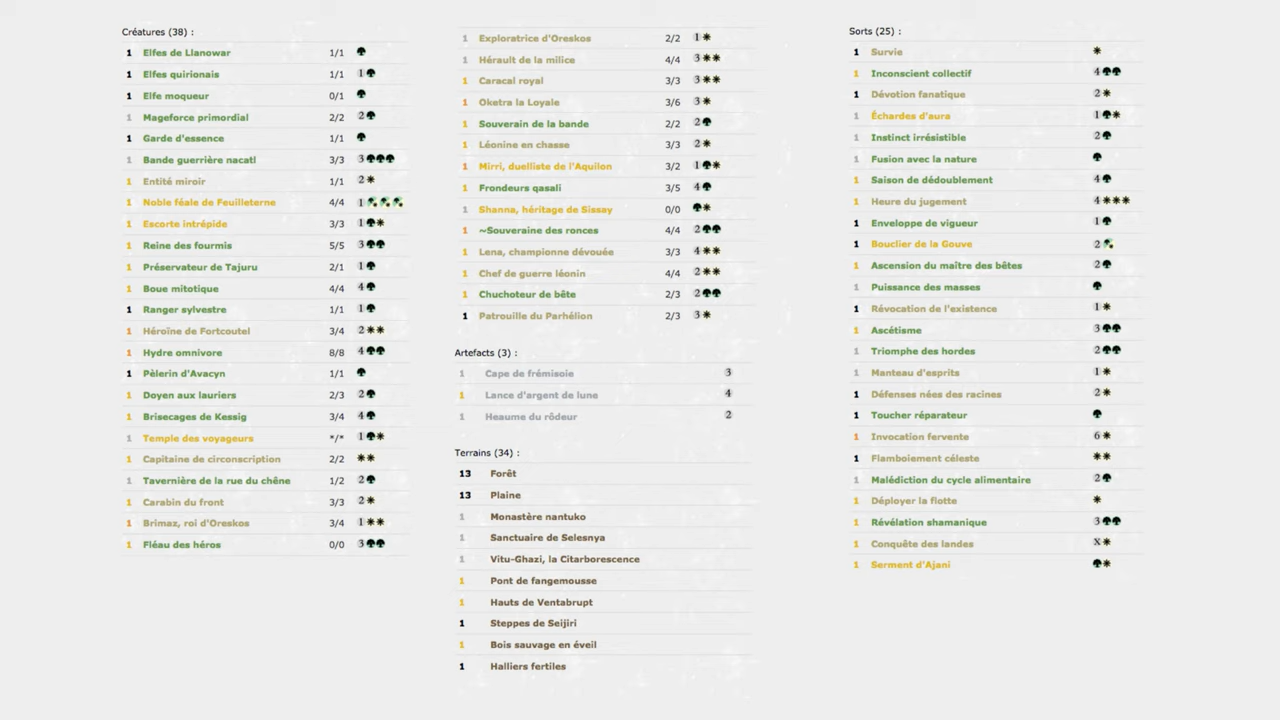 Créatures (38) :
1 Elfes de Llanowar 1/1
1 Elfes quirionais 1/1 1
1 Elfe moqueur 0/1
1 Mageforce primordial 2/2 2
1 Garde d'essence 1/1
1 Bande guerrière nacatl 3/3 3
1 Entité miroir 1/1 2
1 Noble féale de Feuilleterne 4/4 1
1 Escorte intrépide 3/3 1
1 Reine des fourmis 5/5 3
1 Préservateur de Tajuru 2/1 1
1 Boue mitotique 4/4 4
1 Ranger sylvestre 1/1 1
1 Héroïne de Fortcoutel 3/4 2
1 Hydre omnivore 8/8 4
1 Pèlerin d'Avacyn 1/1
1 Doyen aux lauriers 2/3 2
1 Brisecages de Kessig 3/4 4
1 Temple des voyageurs */* 1
1 Capitaine de circonscription 2/2
1 Tavernière de la rue du chêne 1/2 2
1 Carabin du front 3/3 2
1 Brimaz, roi d'Oreskos 3/4 1
1 Fléau des héros 0/0 3
1 Exploratrice d'Oreskos 2/2 1
1 Hérault de la milice 4/4 3
1 Caracal royal 3/3 3
1 Oketra la Loyale 3/6 3
1 Souverain de la bande 2/2 2
1 Léonine en chasse 3/3 2
1 Mirri, duelliste de l'Aquilon 3/2 1
1 Frondeurs qasali 3/5 4
1 Shanna, héritage de Sissay 0/0
1 ~Souveraine des ronces 4/4 2
1 Lena, championne dévouée 3/3 4
1 Chef de guerre léonin 4/4 2
1 Chuchoteur de bête 2/3 2
1 Patrouille du Parhélion 2/3 3
Artefacts (3) :
1 Cape de frémisoie 3
1 Lance d'argent de lune 4
1 Heaume du rôdeur 2
Terrains (34) :
13 Forêt
13 Plaine
1 Monastère nantuko
1 Sanctuaire de Selesnya
1 Vitu-Ghazi, la Citarborescence
1 Pont de fangemousse
1 Hauts de Ventabrupt
1 Steppes de Seijiri
1 Bois sauvage en éveil
1 Halliers fertiles
Sorts (25) :
1 Survie
1 Inconscient collectif 4
1 Dévotion fanatique 2
1 Écharpes d'aura 1
1 Instinct irrésistible 2
1 Fusion avec la nature
1 Saison de dédoublement 4
1 Heure du jugement 4
1 Enveloppe de vigueur 1
1 Bouclier de la Gouve 2
1 Ascension du maître des bêtes 2
1 Puissance des masses
1 Révocation de l'existence 1
1 Ascétisme 3
1 Triomphe des hordes 2
1 Manteau d'esprits 1
1 Défenses nées des racines 2
1 Toucher réparateur
1 Invocation fervente 6
1 Flamboiement céleste
1 Malédiction du cycle alimentaire 2
1 Déployer la flotte
1 Révélation shamanique 3
1 Conquête des landes X
1 Serment d'Ajani